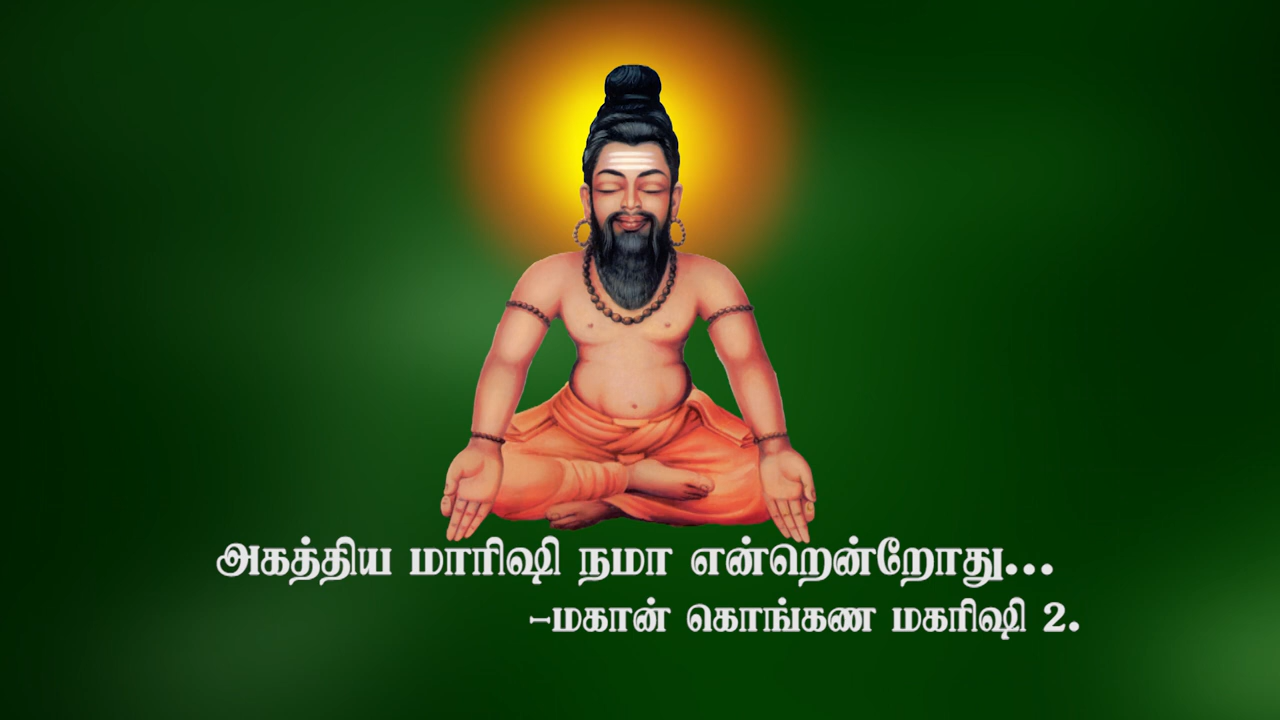 அகத்திய மாரிஷி நமா என்றென்றோது...
-மகான் கொங்கண மகரிஷி 2.